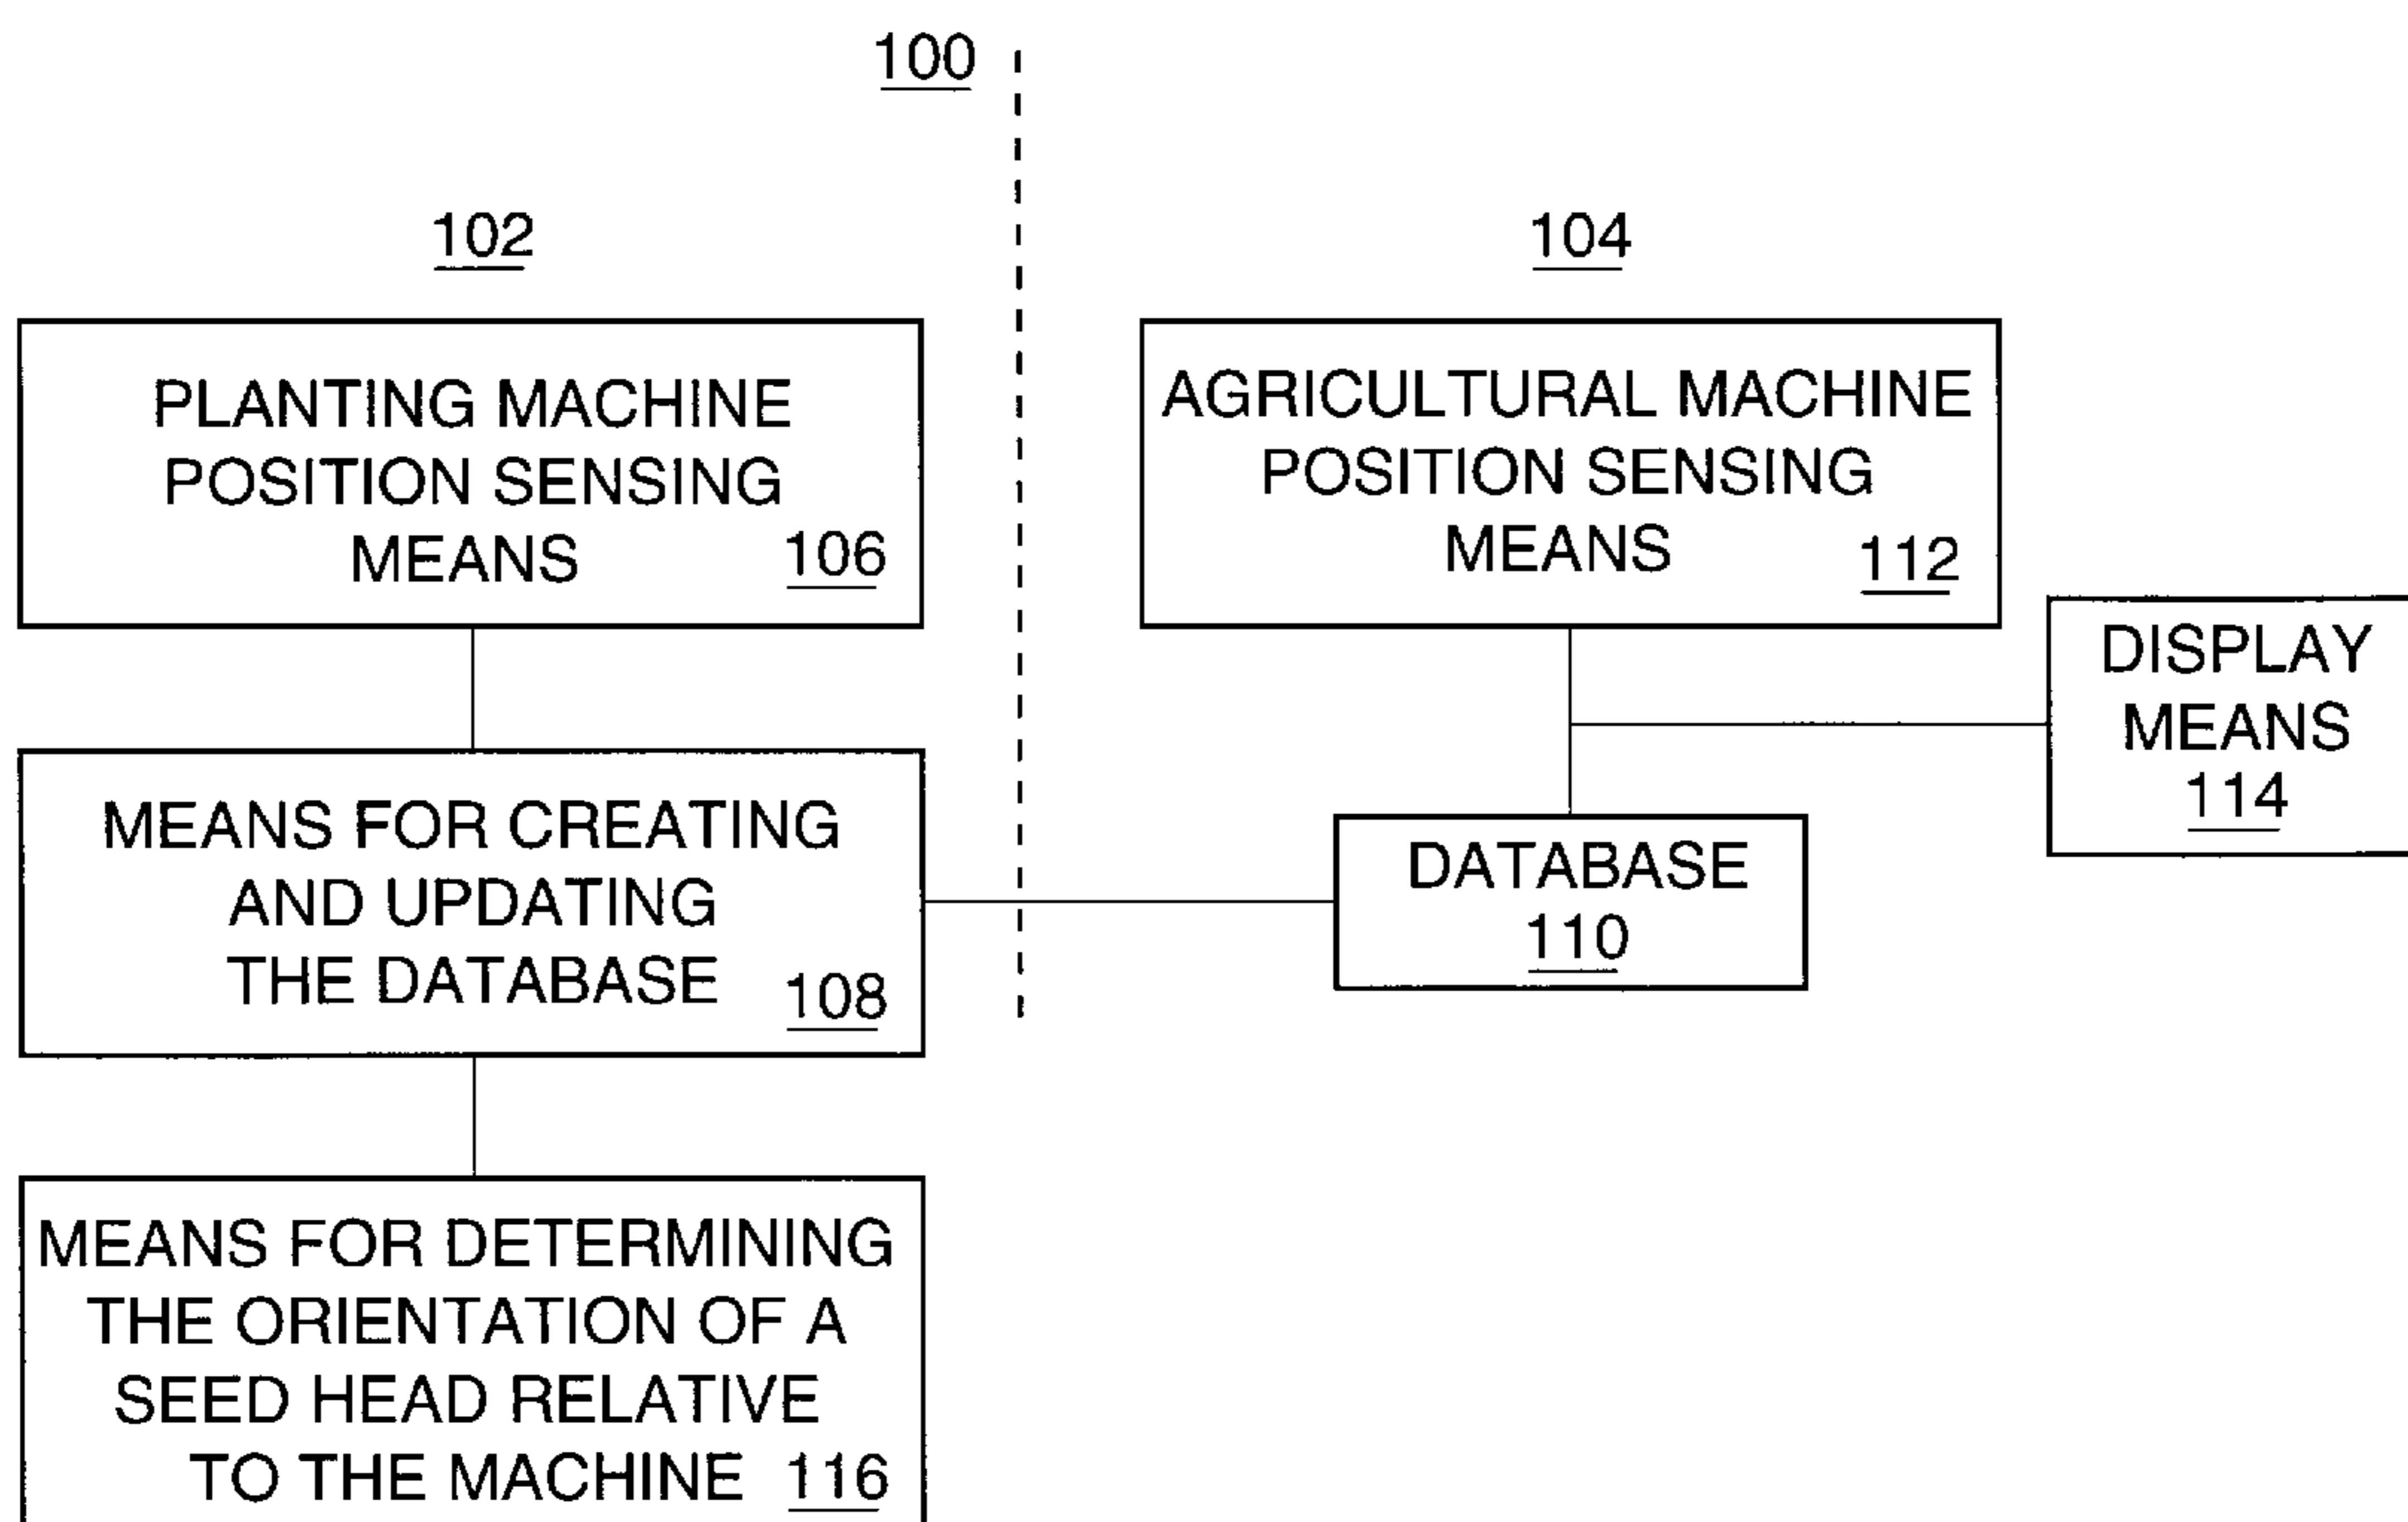 100
102
PLANTING MACHINE
POSITION SENSING
MEANS 106
MEANS FOR CREATING
AND UPDATING
THE DATABASE 108
MEANS FOR DETERMINING
THE ORIENTATION OF A
SEED HEAD RELATIVE
TO THE MACHINE 116
104
AGRICULTURAL MACHINE
POSITION SENSING
MEANS 112
DISPLAY
MEANS
114
DATABASE
110